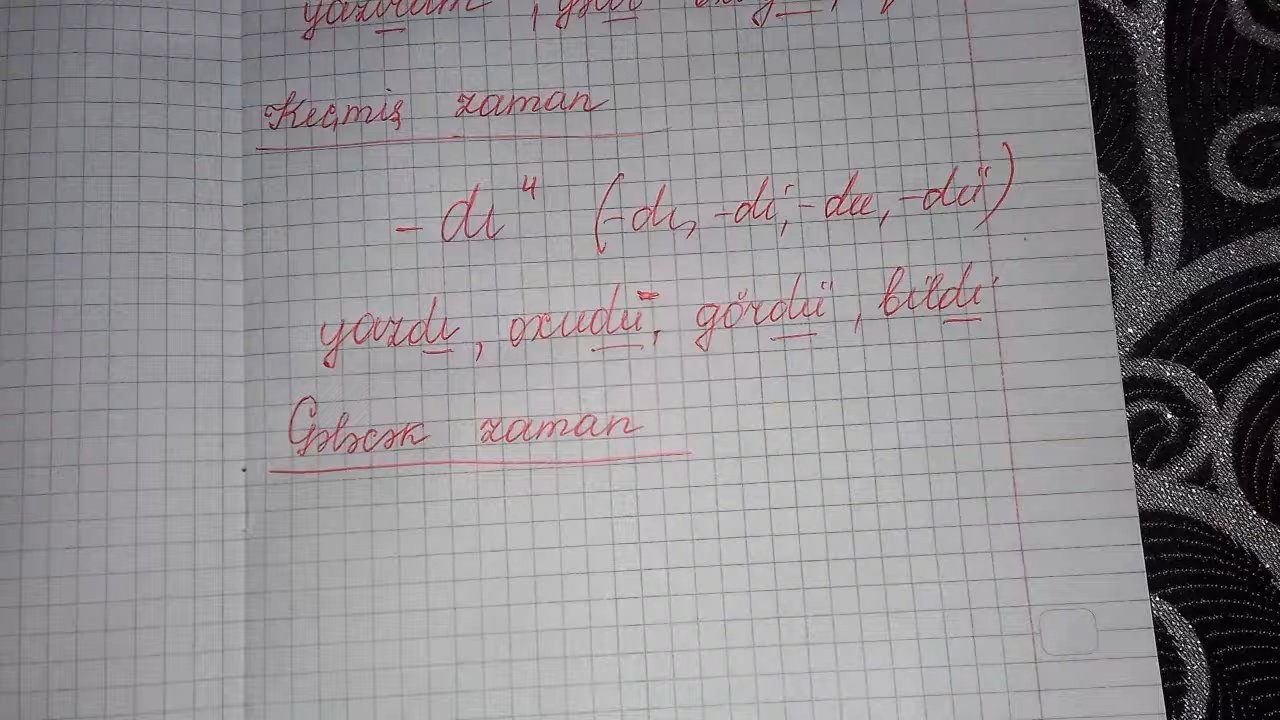 Keçmiş zaman
-dı⁴ (-dı, -di, -du, -dü)
yazdı, oxudu, gördü, bildi
Gələcək zaman